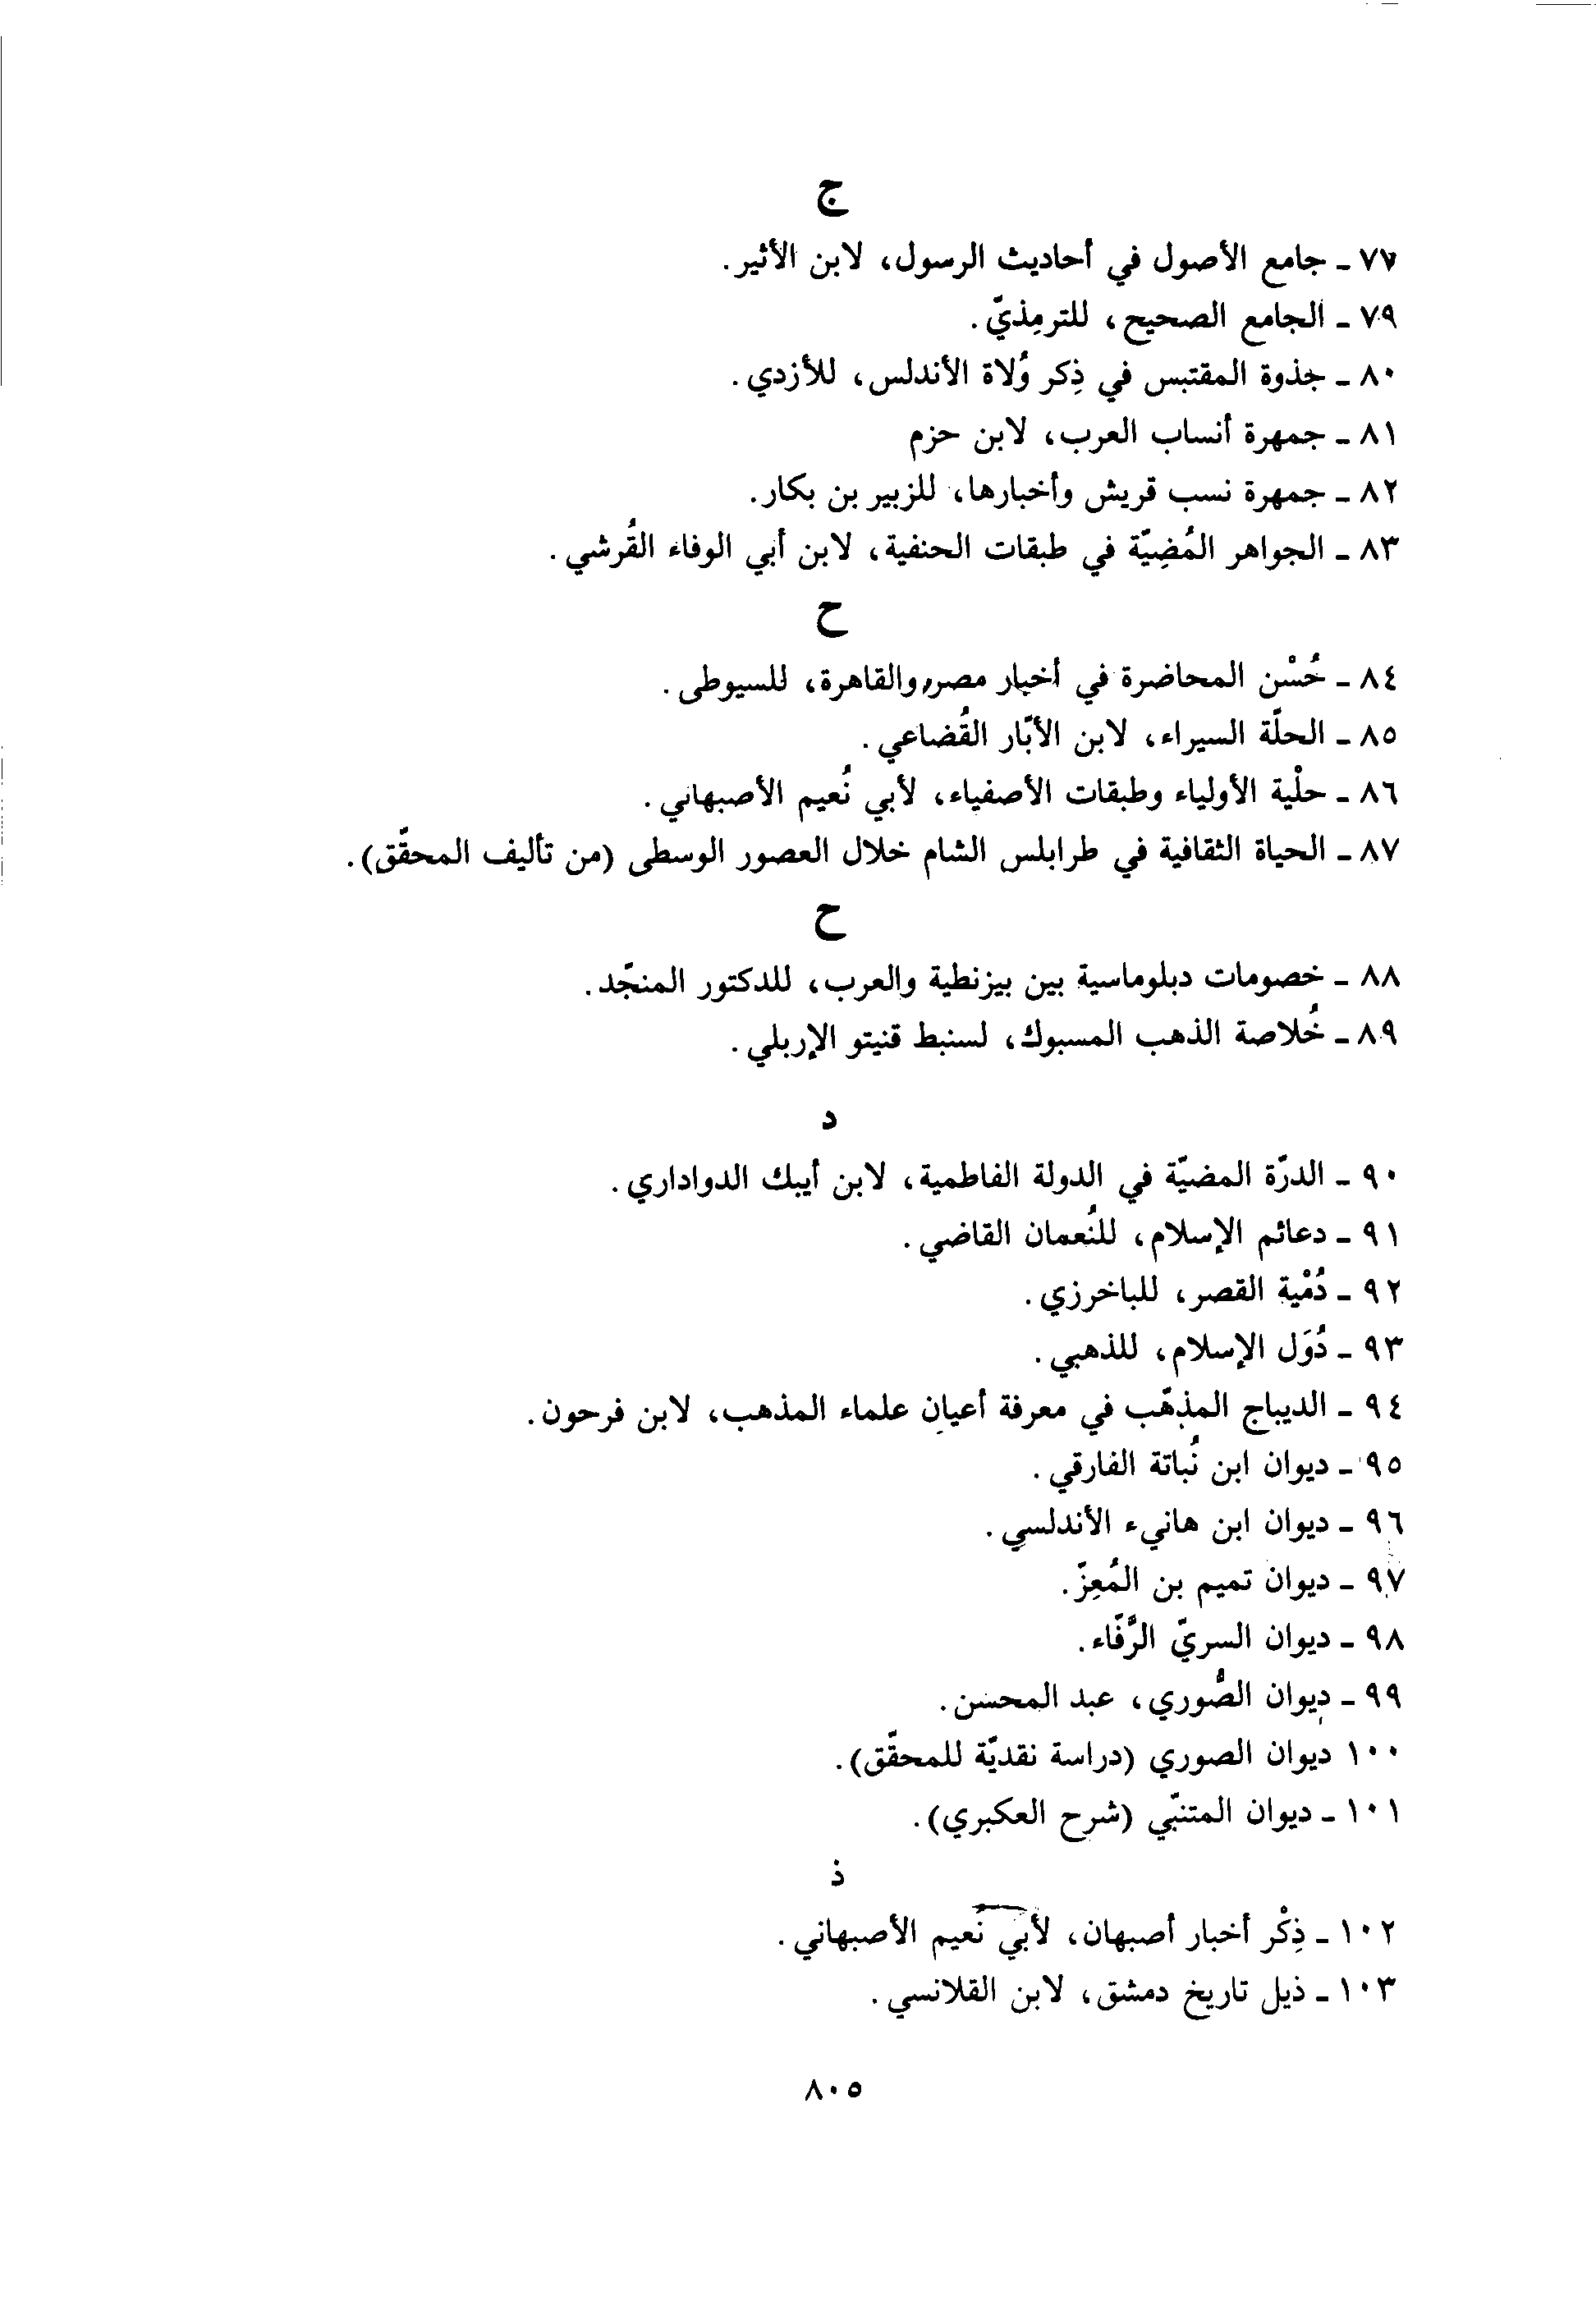 ج
٧٧ - جامع الأصول في أحاديث الرسول، لابن الأثير.
٧٩ - الجامع الصحيح، للترمِذيّ.
٨٠ - جذوة المقتبس في ذِكر وُلاة الأندلس، للأزدي.
٨١ - جمهرة أنساب العرب، لابن حزم
٨٢ - جمهرة نسب قريش وأخبارها، للزبير بن بكار.
٨٣ - الجواهر المُضِيّة في طبقات الحنفية، لابن أبي الوفاء القُرشي.
ح
٨٤ - حُسْن المحاضرة في أخبار مصر والقاهرة، للسيوطى.
٨٥ - الحلّة السيراء، لابن الأبّار القُضاعي.
٨٦ - حلْية الأولياء وطبقات الأصفياء، لأبي نُعيم الأصبهاني.
٨٧ - الحياة الثقافية في طرابلس الشام خلال العصور الوسطى (من تأليف المحقّق).
ح
٨٨ - خصومات دبلوماسية بين بيزنطية والعرب، للدكتور المنجّد.
٨٩ - خُلاصة الذهب المسبوك، لسنبط قنيتو الإربلي.
د
٩٠ - الدرّة المضيّة في الدولة الفاطمية، لابن أيبك الدواداري.
٩١ - دعائم الإسلام، للنُعمان القاضي.
٩٢ - دُمْية القصر، للباخرزي.
٩٣ - دُوَل الإسلام، للذهبي.
٩٤ - الديباج المذهّب في معرفة أعيان علماء المذهب، لابن فرحون.
٩٥ - ديوان ابن نُباتة الفارقي.
٩٦ - ديوان ابن هانيء الأندلسي.
٩٧ - ديوان تميم بن المُعِزّ.
٩٨ - ديوان السريّ الرَّفّاء.
٩٩ - ديوان الصُّوري، عبد المحسن.
١٠٠ ديوان الصوري (دراسة نقديّة للمحقّق).
١٠١ - ديوان المتنبّي (شرح العكبري).
ذ
١٠٢ - ذِكْر أخبار أصبهان، لأبي نُعيم الأصبهاني.
١٠٣ - ذيل تاريخ دمشق، لابن القلانسي.
٨٠٥